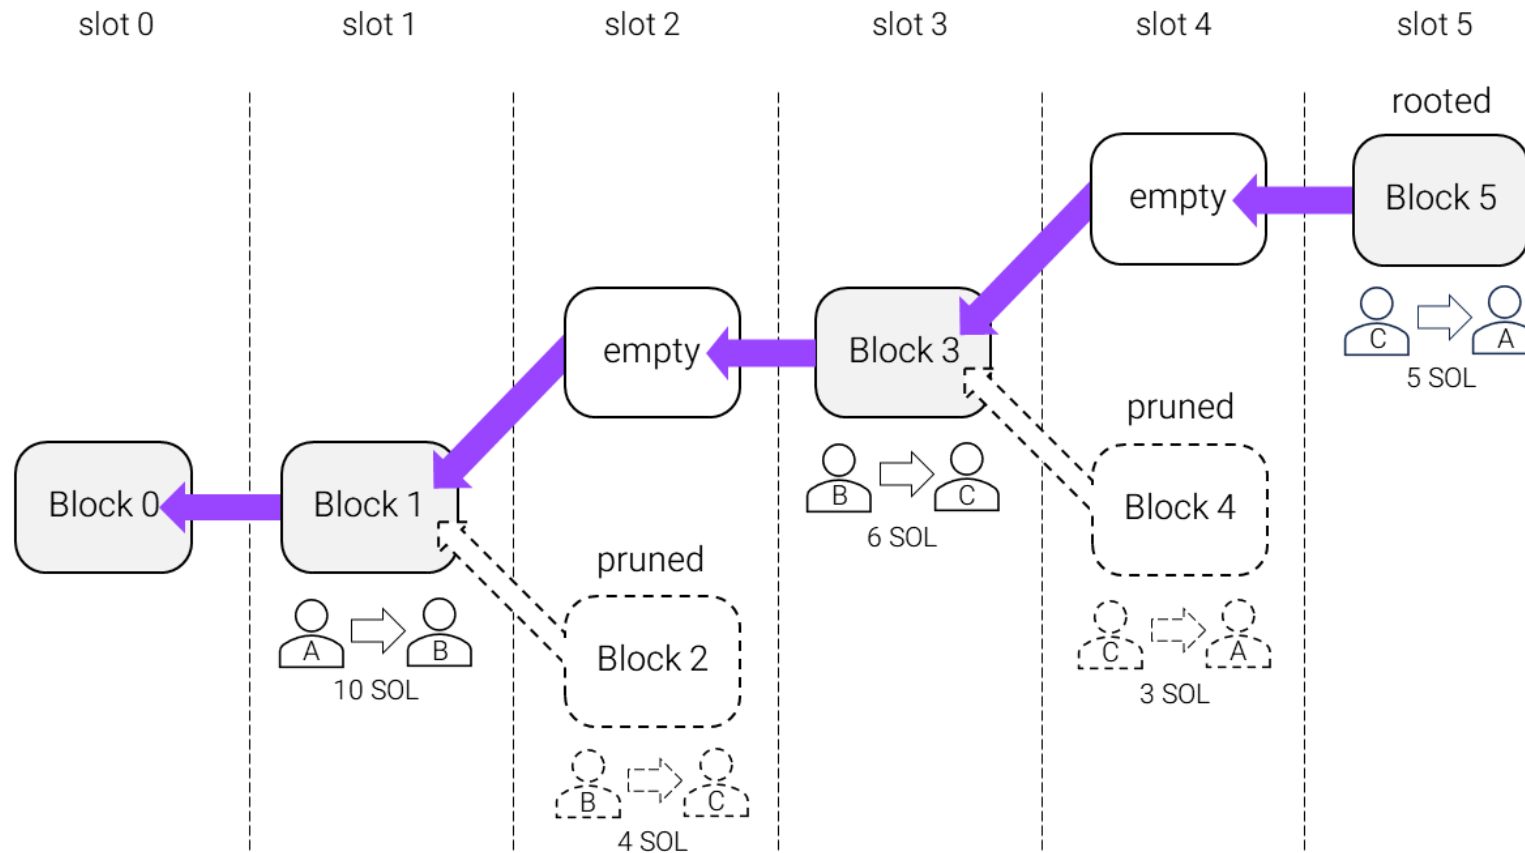 slot 0
slot 1
slot 2
slot 3
slot 4
slot 5
rooted
Block 5
empty
C
A
5 SOL
empty
Block 3
B
C
6 SOL
pruned
Block 4
C
A
3 SOL
Block 0
Block 1
A
B
10 SOL
pruned
Block 2
B
C
4 SOL